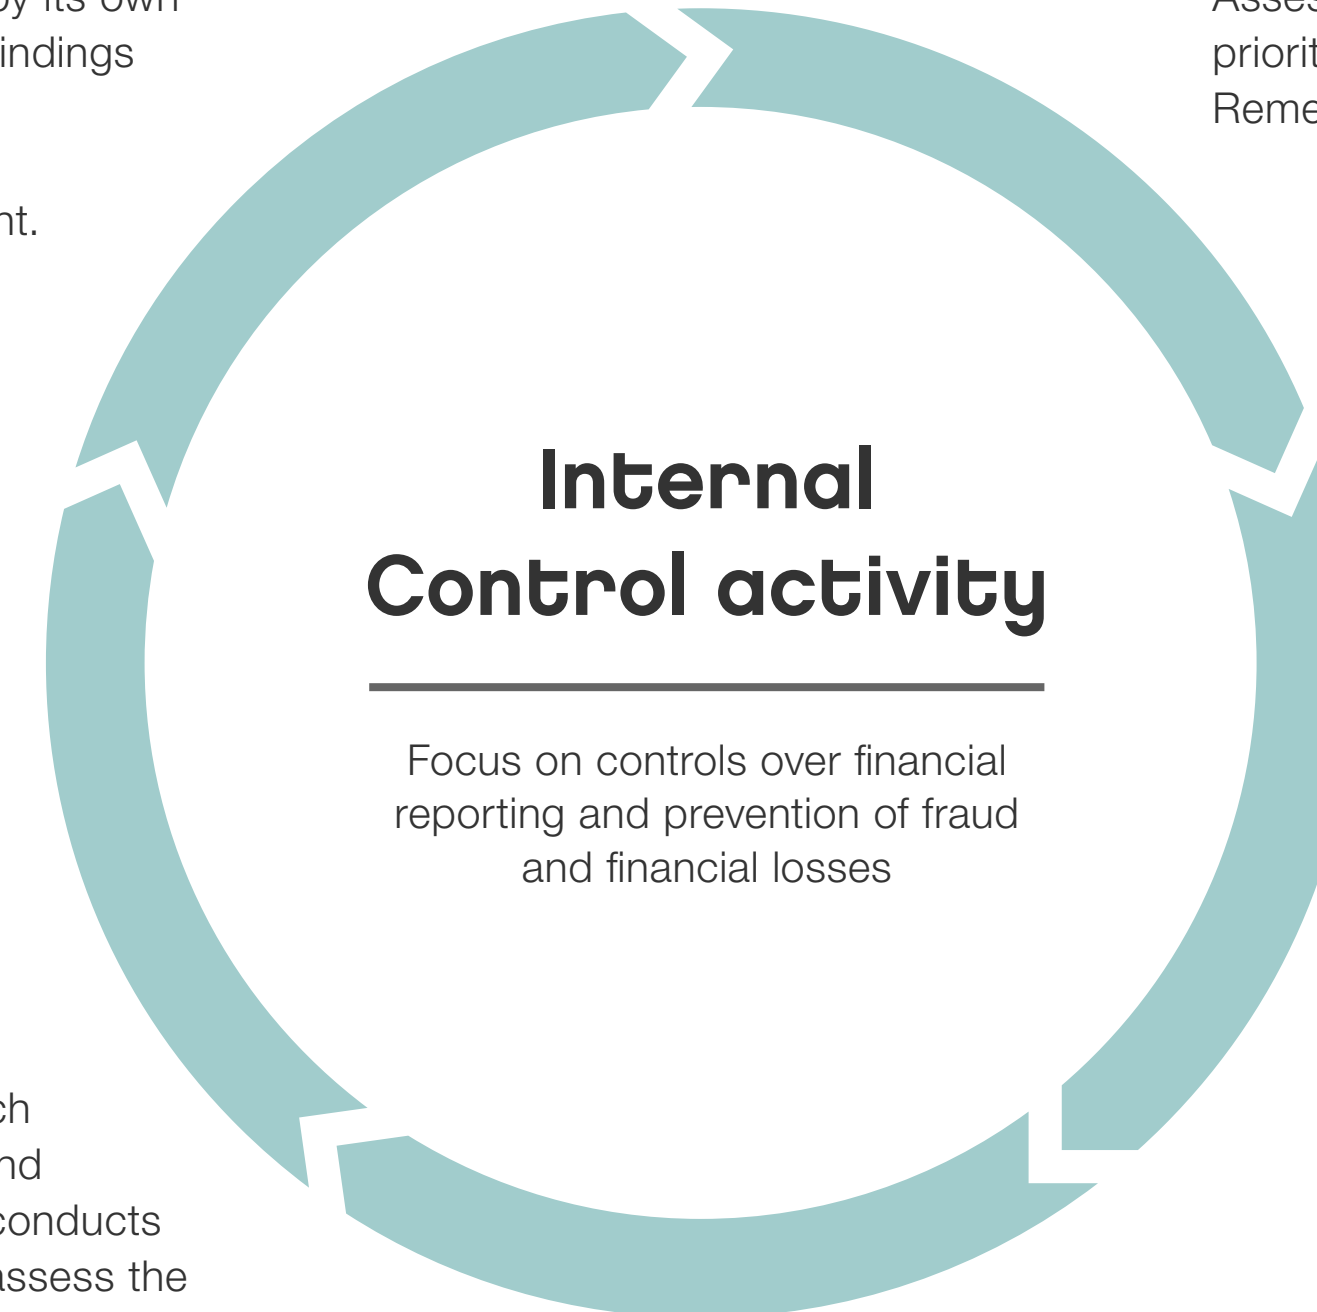 by its own
indings
nt.
Asses
priorit
Reme
Internal
Control activity
Focus on controls over financial
reporting and prevention of fraud
and financial losses
ch
nd
conducts
assess the